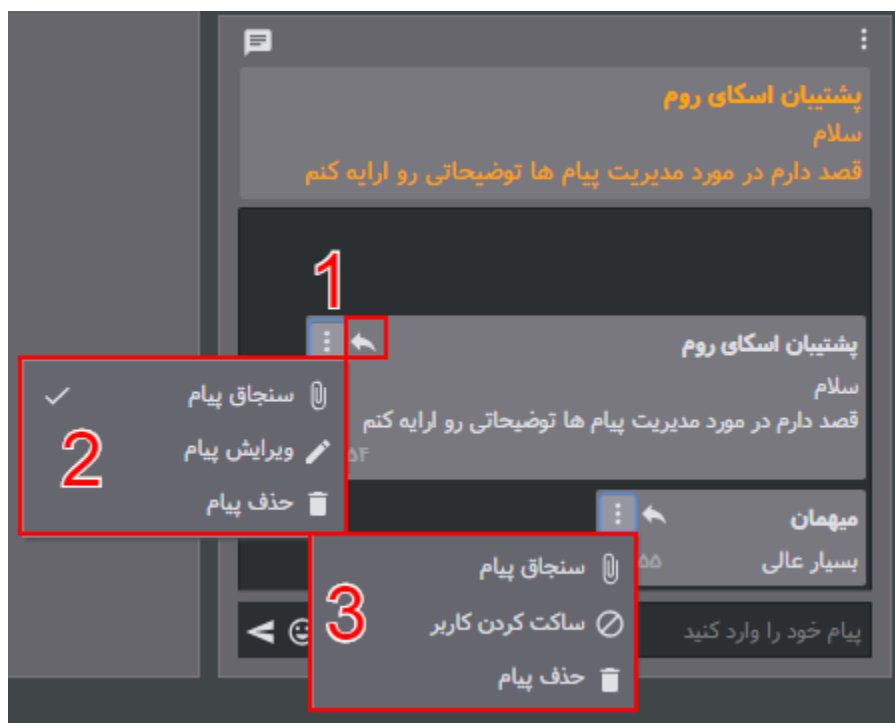 پشتیبان اسکای روم
سلام
قصد دارم در مورد مدیریت پیام ها توضیحاتی رو ارایه کنم
1
پشتیبان اسکای روم
سلام
قصد دارم در مورد مدیریت پیام ها توضیحاتی رو ارایه کنم
۵۴
2
سنجاق پیام
ویرایش پیام
حذف پیام
میهمان
بسیار عالی
۵۵
3
سنجاق پیام
ساکت کردن کاربر
حذف پیام
پیام خود را وارد کنید